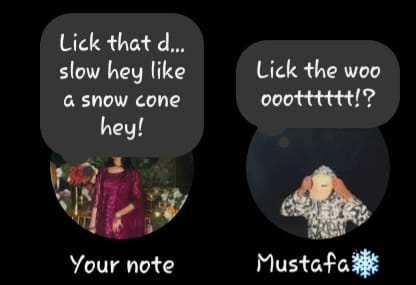 Lick that d...
slow hey like
a snow cone
hey!
Lick the woo
oootttttt!?
Your note
Mustafa❄️